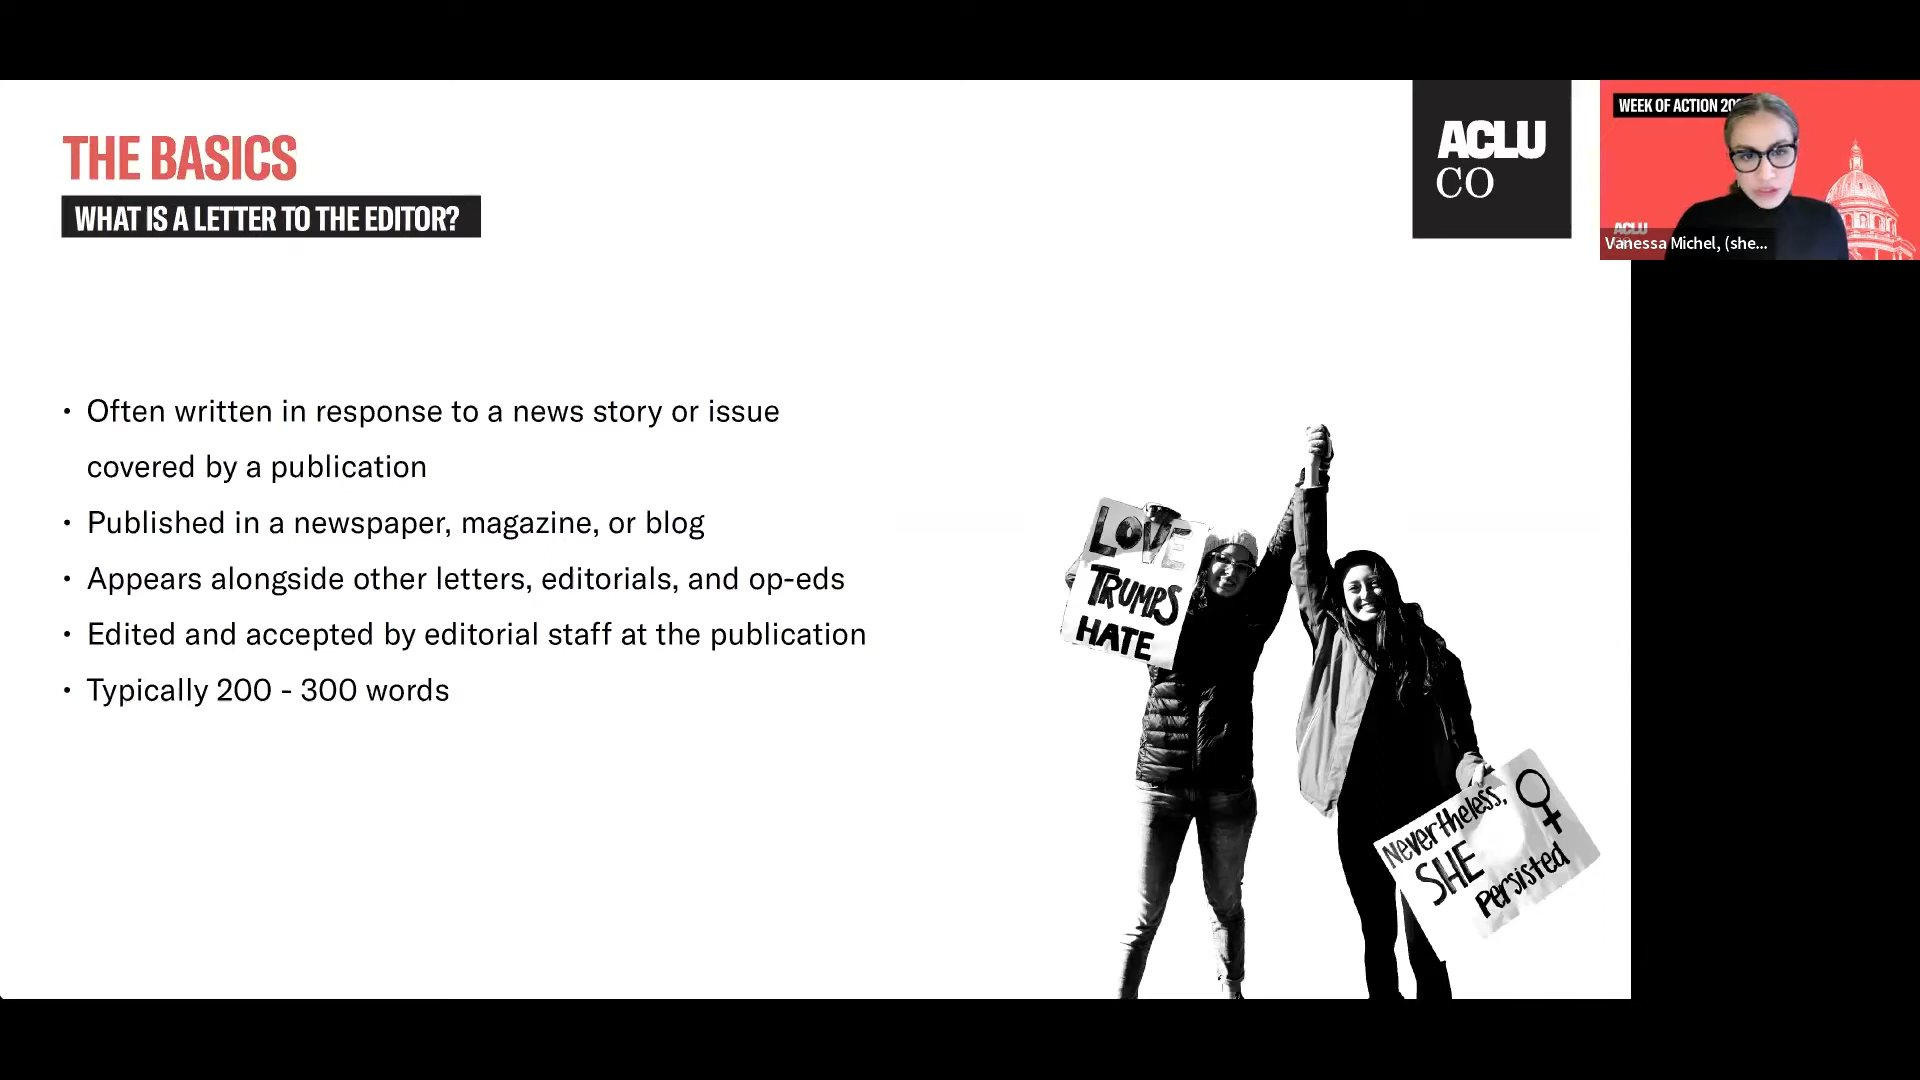 THE BASICS
WHAT IS A LETTER TO THE EDITOR?
ACLU
CO
WEEK OF ACTION
ACLU
Vanessa Michel, (she...
• Often written in response to a news story or issue
covered by a publication
• Published in a newspaper, magazine, or blog
• Appears alongside other letters, editorials, and op-eds
• Edited and accepted by editorial staff at the publication
• Typically 200 - 300 words
LOVE
TRUMPS
HATE
Nevertheless,
SHE
Persisted